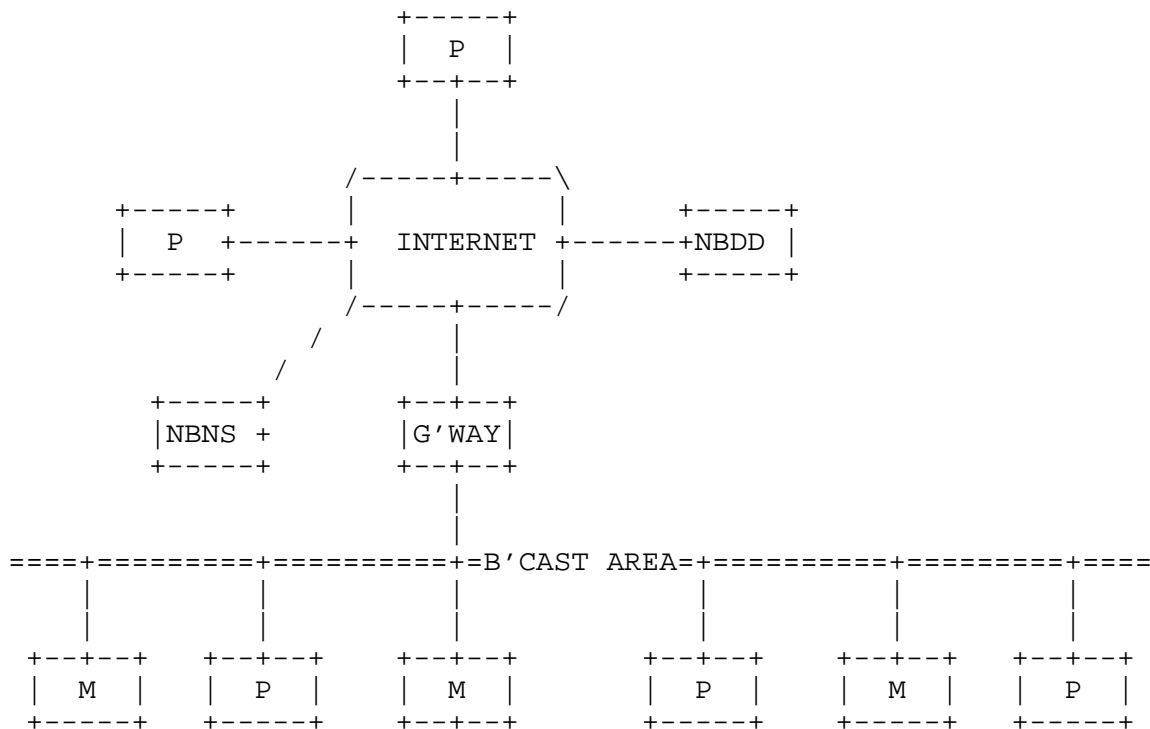 P
P INTERNET NBDD
NBNS G'WAY
B'CAST AREA
M P M P M P